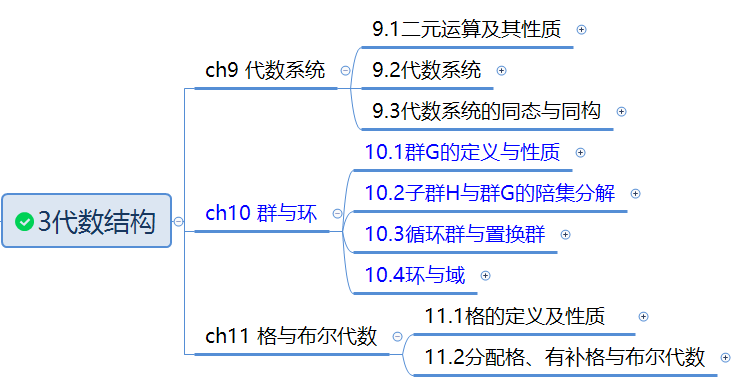 9.1二元运算及其性质
ch9 代数系统
9.2代数系统
9.3代数系统的同态与同构
10.1群G的定义与性质
10.2子群H与群G的陪集分解
3代数结构
ch10 群与环
10.3循环群与置换群
10.4环与域
11.1格的定义及性质
ch11 格与布尔代数
11.2分配格、有补格与布尔代数